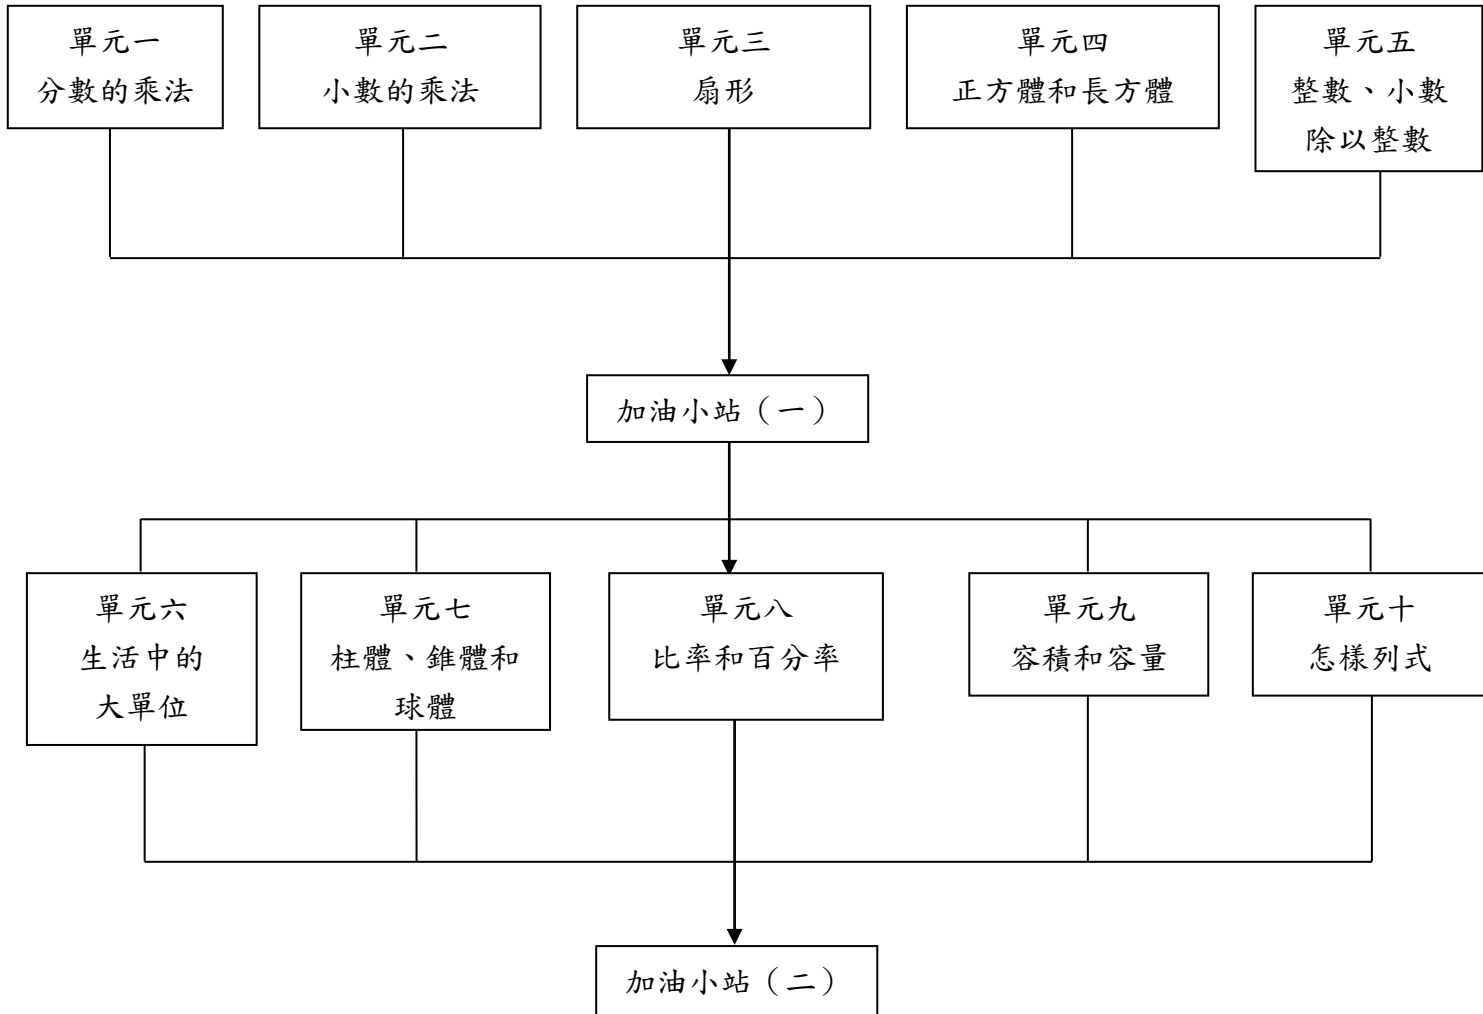 單元一
分數的乘法
單元二
小數的乘法
單元三
扇形
單元四
正方體和長方體
單元五
整數、小數
除以整數
加油小站（一）
單元六
生活中的
大單位
單元七
柱體、錐體和
球體
單元八
比率和百分率
單元九
容積和容量
單元十
怎樣列式
加油小站（二）